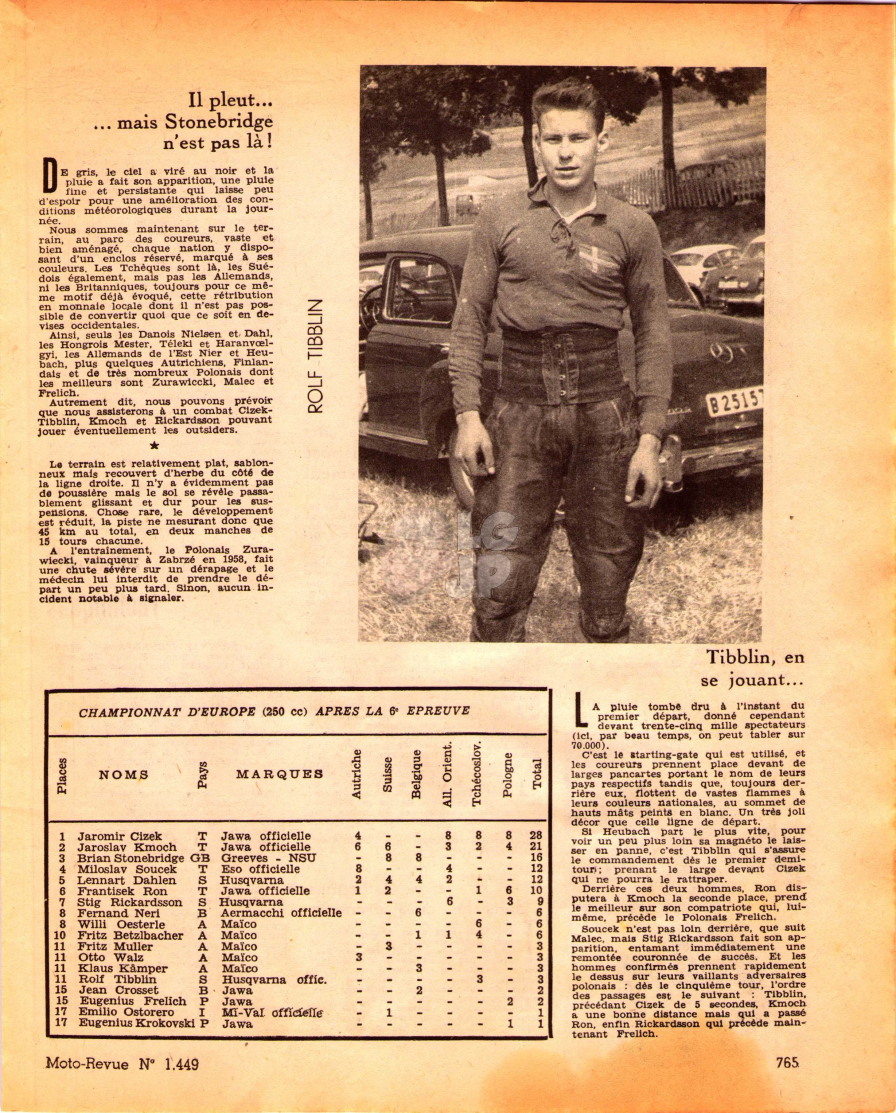 Il pleut...
... mais Stonebridge
n'est pas là !
DE gris, le ciel a viré au noir et la
pluie a fait son apparition, une pluie
fine et persistante qui laisse peu
d'espoir pour une amélioration des con-
ditions météorologiques durant la jour-
née.
Nous sommes maintenant sur le ter-
rain, au parc des coureurs, vaste et
bien aménagé, chaque nation y dispo-
sant d'un enclos réservé, marqué à ses
couleurs. Les Tchèques sont là, les Sué-
dois également, mais pas les Allemands,
ni les Britanniques, toujours pour ce mê-
me motif déjà évoqué, cette rétribution
en monnaie locale dont il n'est pas pos-
sible de convertir quoi que ce soit en de-
vises occidentales.
Ainsi, seuls les Danois Nielsen et Dahl,
les Hongrois Mester, Téleki et Haranvœl-
gyi, les Allemands de l'Est Nier et Heu-
bach, plus quelques Autrichiens, Finlan-
dais et de très nombreux Polonais dont
les meilleurs sont Zurawiccki, Malec et
Frelich.
Autrement dit, nous pouvons prévoir
que nous assisterons à un combat Cizek-
Tibblin, Kmoch et Rickardsson pouvant
jouer éventuellement les outsiders.
★
Le terrain est relativement plat, sablon-
neux mais recouvert d'herbe du côté de
la ligne droite. Il n'y a évidemment pas
de poussière mais le sol se révèle passa-
blement glissant et dur pour les sus-
pensions. Chose rare, le développement
est réduit, la piste ne mesurant donc que
45 km au total, en deux manches de
15 tours chacune.
A l'entraînement, le Polonais Zura-
wiecki, vainqueur à Zabrzé en 1958, fait
une chute sévère sur un dérapage et le
médecin lui interdit de prendre le dé-
part un peu plus tard. Sinon, aucun in-
cident notable à signaler.
ROLF TIBBLIN
B 25157
Tibblin, en
se jouant...
LA pluie tombe dru à l'instant du
premier départ, donné cependant
devant trente-cinq mille spectateurs
(ici, par beau temps, on peut tabler sur
70.000).
C'est le starting-gate qui est utilisé, et
les coureurs prennent place devant de
larges pancartes portant le nom de leurs
pays respectifs tandis que, toujours der-
rière eux, flottent de vastes flammes à
leurs couleurs nationales, au sommet de
hauts mâts peints en blanc. Un très joli
décor que celle ligne de départ.
Si Heubach part le plus vite, pour
voir un peu plus loin sa magnéto le lais-
ser en panne, c'est Tibblin qui s'assure
le commandement dès le premier demi-
tour; prenant le large devant Cizek
qui ne pourra le rattraper.
Derrière ces deux hommes, Ron dis-
putera à Kmoch la seconde place, prend
le meilleur sur son compatriote qui, lui-
même, précède le Polonais Frelich.
Soucek n'est pas loin derrière, que suit
Malec, mais Stig Rickardsson fait son ap-
parition, entamant immédiatement une
remontée couronnée de succès. Et les
hommes confirmés prennent rapidement
le dessus sur leurs vaillants adversaires
polonais : dès le cinquième tour, l'ordre
des passages est le suivant : Tibblin,
précédant Cizek de 5 secondes, Kmoch
a une bonne distance mais qui a passé
Ron, enfin Rickardsson qui précède main-
tenant Frelich.
CHAMPIONNAT D'EUROPE (250 cc) APRES LA 6e EPREUVE
Places NOMS Pays MARQUES Autriche Suisse Belgique All. Orient. Tchécoslov. Pologne Total
1 Jaromir Cizek T Jawa officielle 4 - - 8 8 8 28
2 Jaroslav Kmoch T Jawa officielle 6 6 - 3 2 4 21
3 Brian Stonebridge GB Greeves - NSU - 8 8 - - - 16
4 Miloslav Soucek T Eso officielle 8 - - 4 - - 12
5 Lennart Dahlen S Husqvarna 2 4 4 2 - - 12
6 Frantisek Ron T Jawa officielle 1 2 - - 1 6 10
7 Stig Rickardsson S Husqvarna - - - 6 - 3 9
8 Fernand Neri B Aermacchi officielle - - 6 - - - 6
8 Willi Oesterle A Maïco - - - - 6 - 6
10 Fritz Betzlbacher A Maïco - - 1 1 4 - 6
11 Fritz Muller A Maïco - 3 - - - - 3
11 Otto Walz A Maïco 3 - - - - - 3
11 Klaus Kämper A Maïco - - 3 - - - 3
11 Rolf Tibblin S Husqvarna offic. - - - - 3 - 3
15 Jean Crosset B Jawa - - 2 - - - 2
15 Eugenius Frelich P Jawa - - - - - 2 2
17 Emilio Ostorero I Mi-Val officielle - 1 - - - - 1
17 Eugenius Krokovski P Jawa - - - - - 1 1
Moto-Revue N° 1.449
765